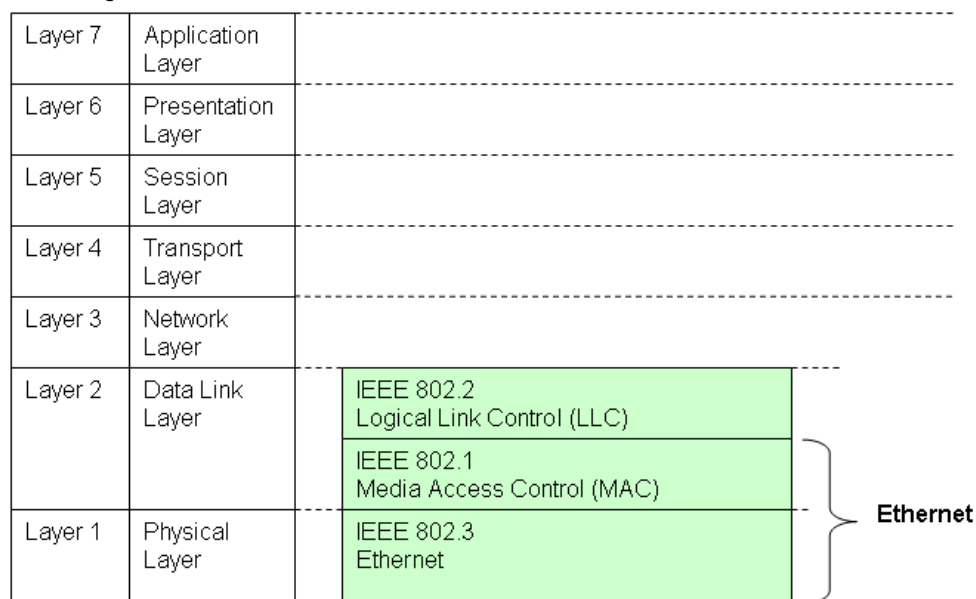 Layer 7 Application
Layer
Layer 6 Presentation
Layer
Layer 5 Session
Layer
Layer 4 Transport
Layer
Layer 3 Network
Layer
Layer 2 Data Link
Layer
IEEE 802.2
Logical Link Control (LLC)
IEEE 802.1
Media Access Control (MAC)
Layer 1 Physical
Layer
IEEE 802.3
Ethernet
Ethernet